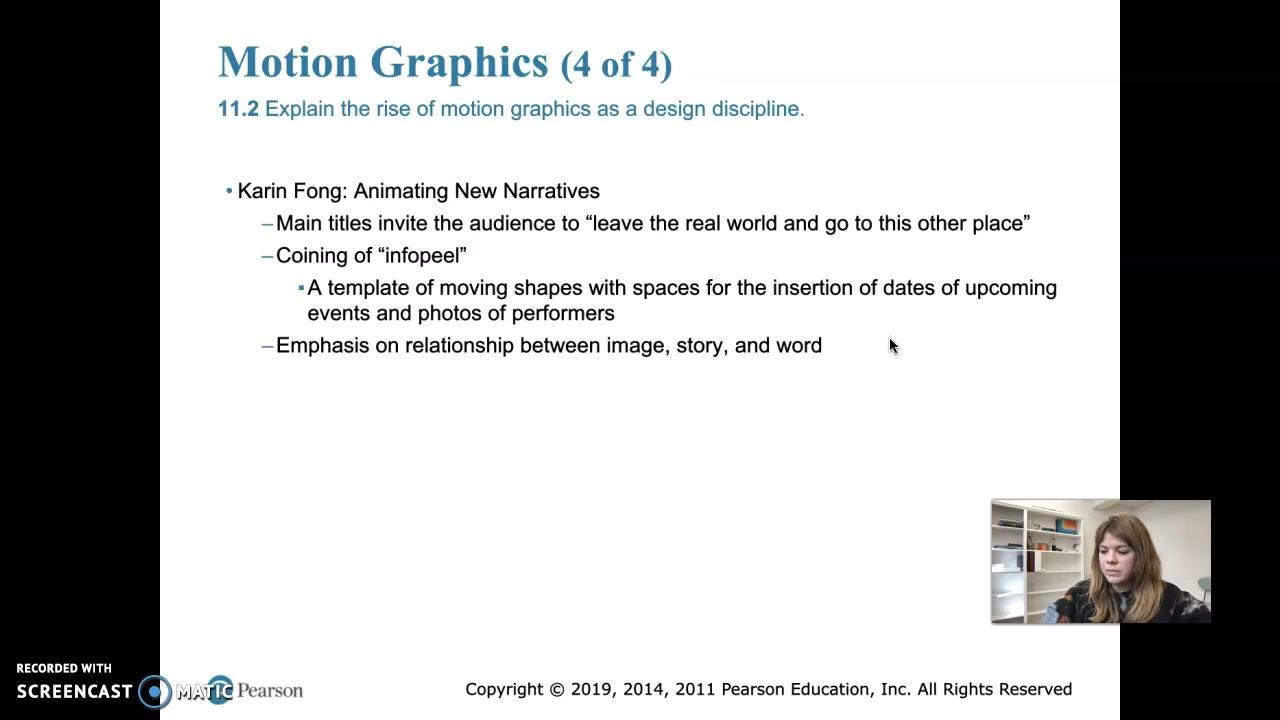 Motion Graphics (4 of 4)
11.2 Explain the rise of motion graphics as a design discipline.
• Karin Fong: Animating New Narratives
–Main titles invite the audience to “leave the real world and go to this other place”
–Coining of “infopeel”
▪A template of moving shapes with spaces for the insertion of dates of upcoming
events and photos of performers
–Emphasis on relationship between image, story, and word
RECORDED WITH
SCREENCAST MATIC
Pearson
Copyright © 2019, 2014, 2011 Pearson Education, Inc. All Rights Reserved